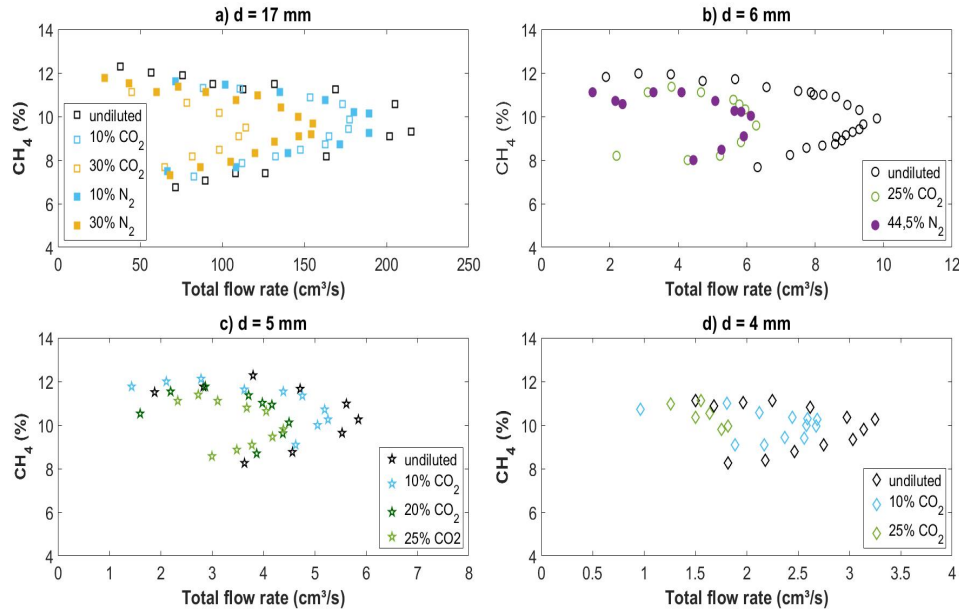 a) d = 17 mm
CH4 (%)
14
12
10
8
6
4
undiluted
10% CO2
30% CO2
10% N2
30% N2
0 50 100 150 200 250
Total flow rate (cm³/s)
b) d = 6 mm
CH4 (%)
14
12
10
8
6
4
undiluted
25% CO2
44,5% N2
0 2 4 6 8 10 12
Total flow rate (cm³/s)
c) d = 5 mm
CH4 (%)
14
12
10
8
6
4
undiluted
10% CO2
20% CO2
25% CO2
0 1 2 3 4 5 6 7 8
Total flow rate (cm³/s)
d) d = 4 mm
CH4 (%)
14
12
10
8
6
4
undiluted
10% CO2
25% CO2
0 0.5 1 1.5 2 2.5 3 3.5 4
Total flow rate (cm³/s)